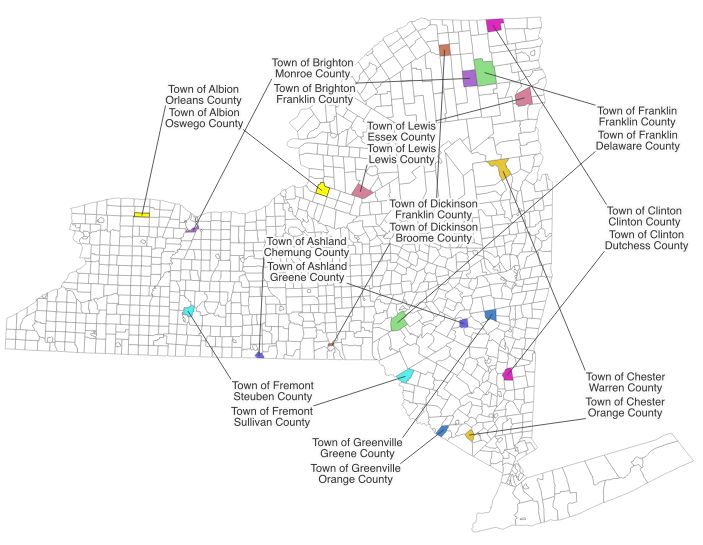 Town of Brighton
Monroe County
Town of Brighton
Franklin County
Town of Albion
Orleans County
Town of Albion
Oswego County
Town of Franklin
Franklin County
Town of Franklin
Delaware County
Town of Lewis
Essex County
Town of Lewis
Lewis County
Town of Dickinson
Franklin County
Town of Dickinson
Broome County
Town of Clinton
Clinton County
Town of Clinton
Dutchess County
Town of Ashland
Chemung County
Town of Ashland
Greene County
Town of Fremont
Steuben County
Town of Fremont
Sullivan County
Town of Chester
Warren County
Town of Chester
Orange County
Town of Greenville
Greene County
Town of Greenville
Orange County